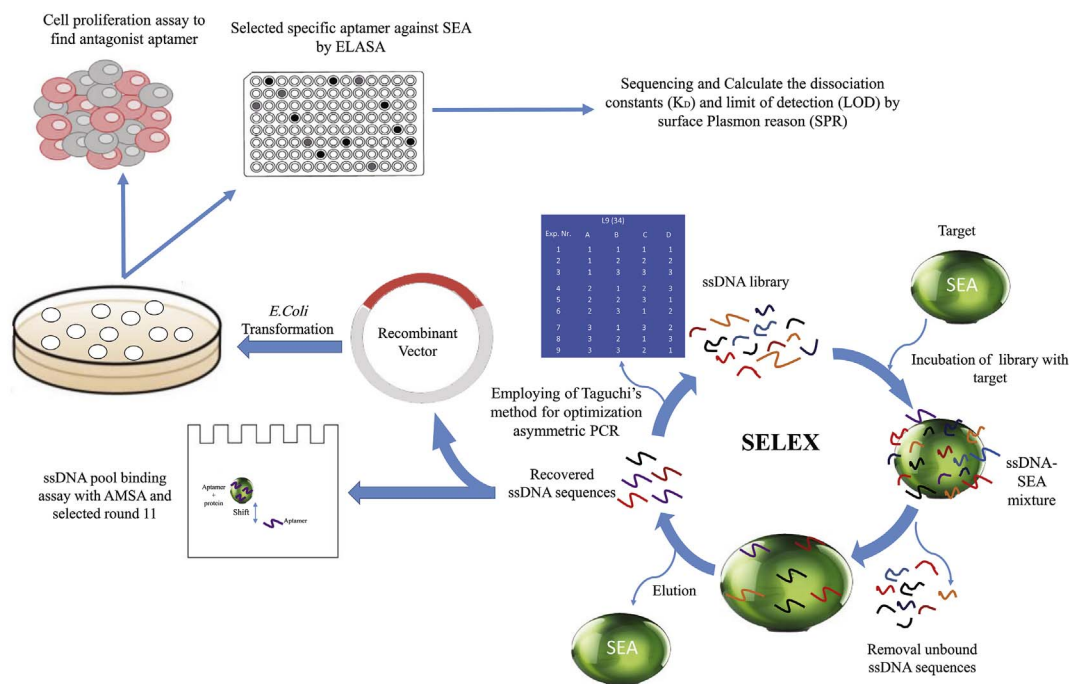 Cell proliferation assay to
find antagonist aptamer
Selected specific aptamer against SEA
by ELASA
Sequencing and Calculate the dissociation
constants (KD) and limit of detection (LOD) by
surface Plasmon reason (SPR)
L9 (34)
Exp. Nr. A B C D
1 1 1 1 1
2 1 2 2 2
3 1 3 3 3
4 2 1 2 3
5 2 2 3 1
6 2 3 1 2
7 3 1 3 2
8 3 2 1 3
9 3 3 2 1
ssDNA library
Target
SEA
Incubation of library with
target
E.Coli
Transformation
Recombinant
Vector
Employing of Taguchi's
method for optimization
asymmetric PCR
SELEX
ssDNA-
SEA
mixture
Recovered
ssDNA sequences
ssDNA pool binding
assay with AMSA and
selected round 11
Aptamer
+
protein
Shift
Aptamer
Elution
SEA
Removal unbound
ssDNA sequences